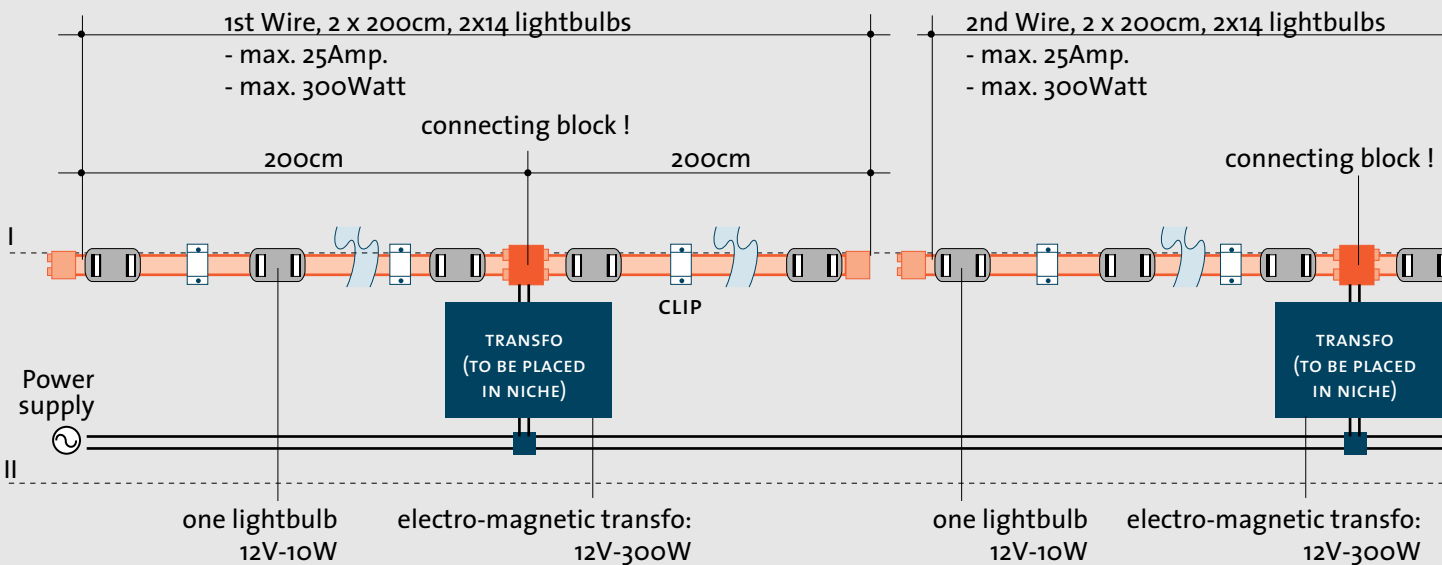 1st Wire, 2 x 200cm, 2x14 lightbulbs
- max. 25Amp.
- max. 300Watt
2nd Wire, 2 x 200cm, 2x14 lightbulbs
- max. 25Amp.
- max. 300Watt
connecting block !
200cm
200cm
connecting block !
I
CLIP
TRANSFO
(TO BE PLACED
IN NICHE)
TRANSFO
(TO BE PLACED
IN NICHE)
Power
supply
II
one lightbulb
12V-10W
electro-magnetic transfo:
12V-300W
one lightbulb
12V-10W
electro-magnetic transfo:
12V-300W